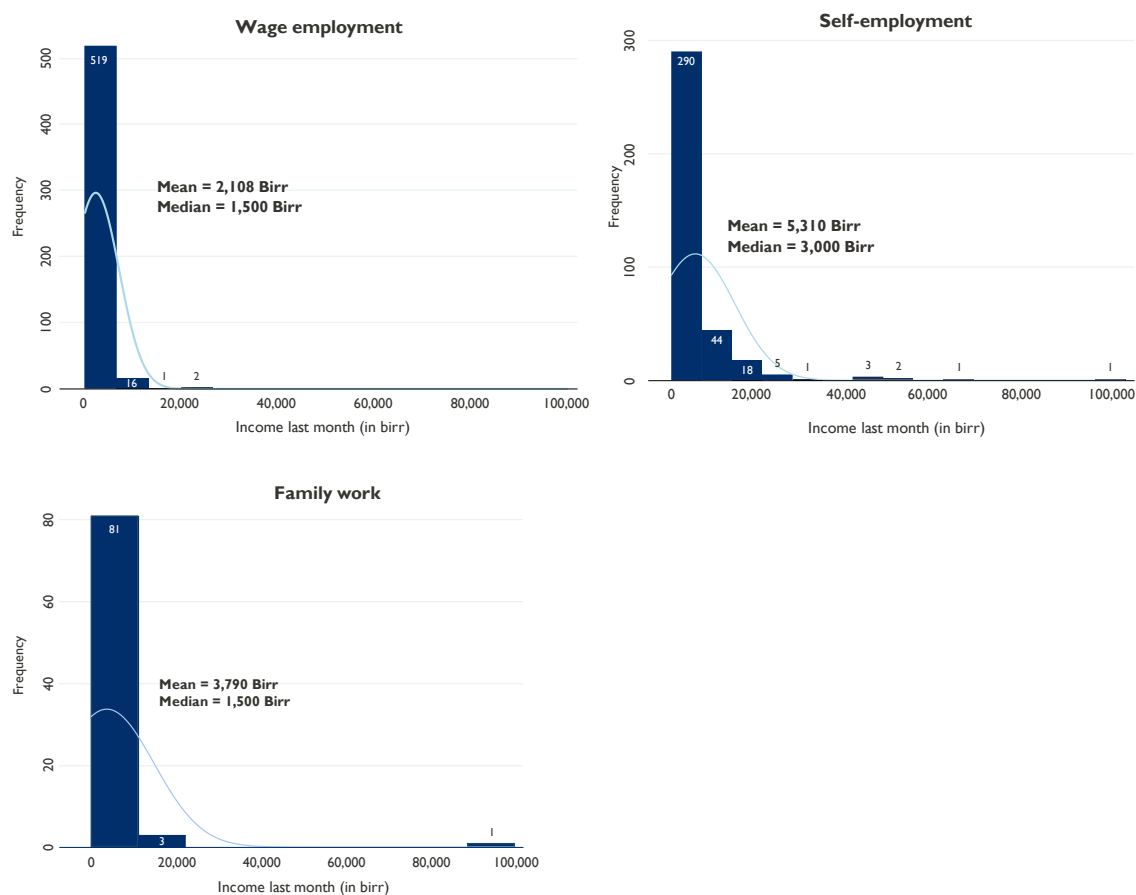 Wage employment
500
400
300
200
100
0
Frequency
519
16
1
2
Mean = 2,108 Birr
Median = 1,500 Birr
0 20,000 40,000 60,000 80,000 100,000
Income last month (in birr)
Self-employment
300
200
100
0
Frequency
290
44
18
5
1
3
2
1
1
Mean = 5,310 Birr
Median = 3,000 Birr
0 20,000 40,000 60,000 80,000 100,000
Income last month (in birr)
Family work
80
60
40
20
0
Frequency
81
3
1
Mean = 3,790 Birr
Median = 1,500 Birr
0 20,000 40,000 60,000 80,000 100,000
Income last month (in birr)